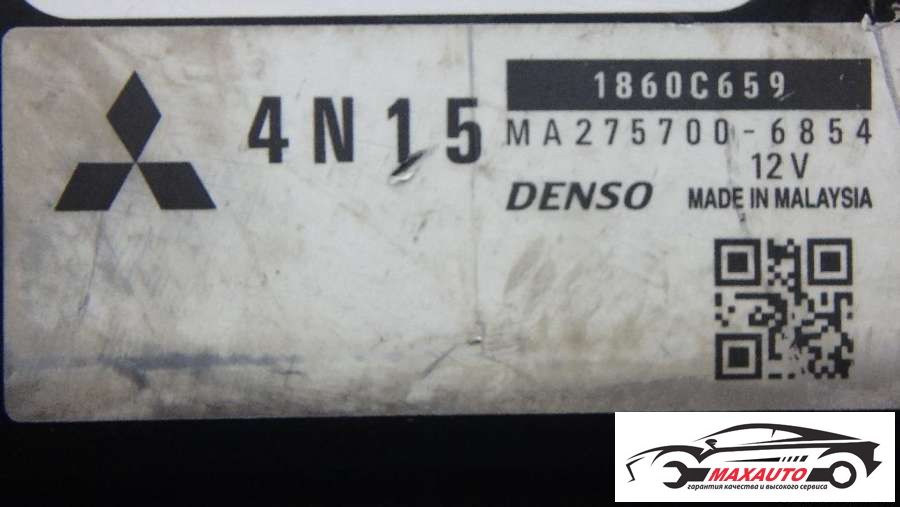 4N15
1860C659
MA275700-6854
12V
DENSO MADE IN MALAYSIA
MAXAUTO
гарантия качества и высокого сервиса